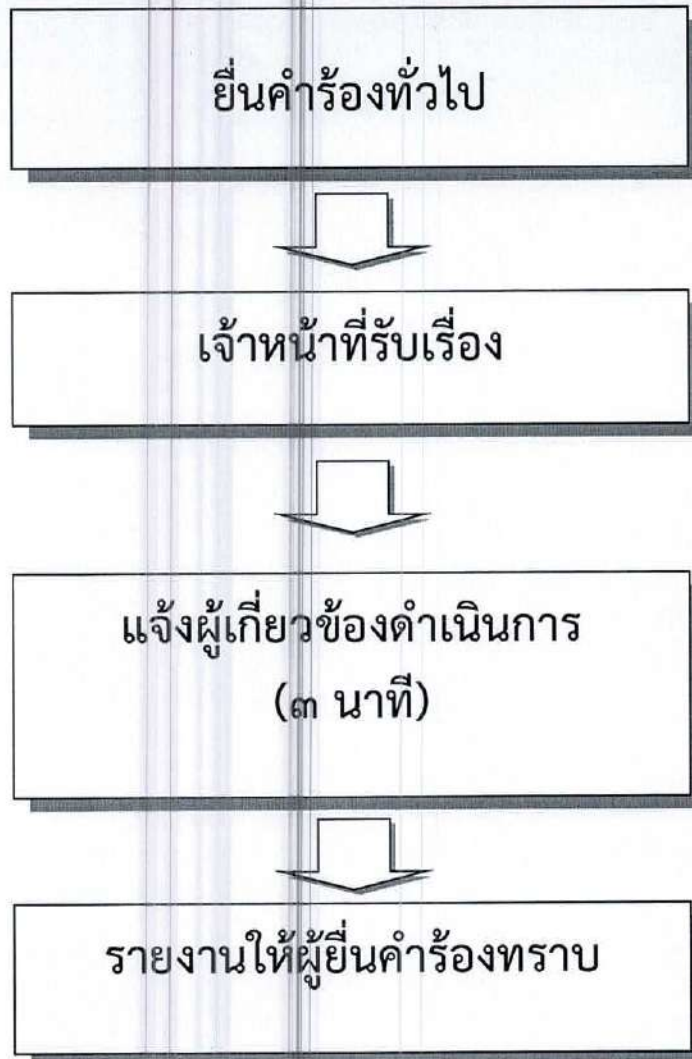 ยื่นคำร้องทั่วไป
เจ้าหน้าที่รับเรื่อง
แจ้งผู้เกี่ยวข้องดำเนินการ
(๓ นาที)
รายงานให้ผู้ยื่นคำร้องทราบ